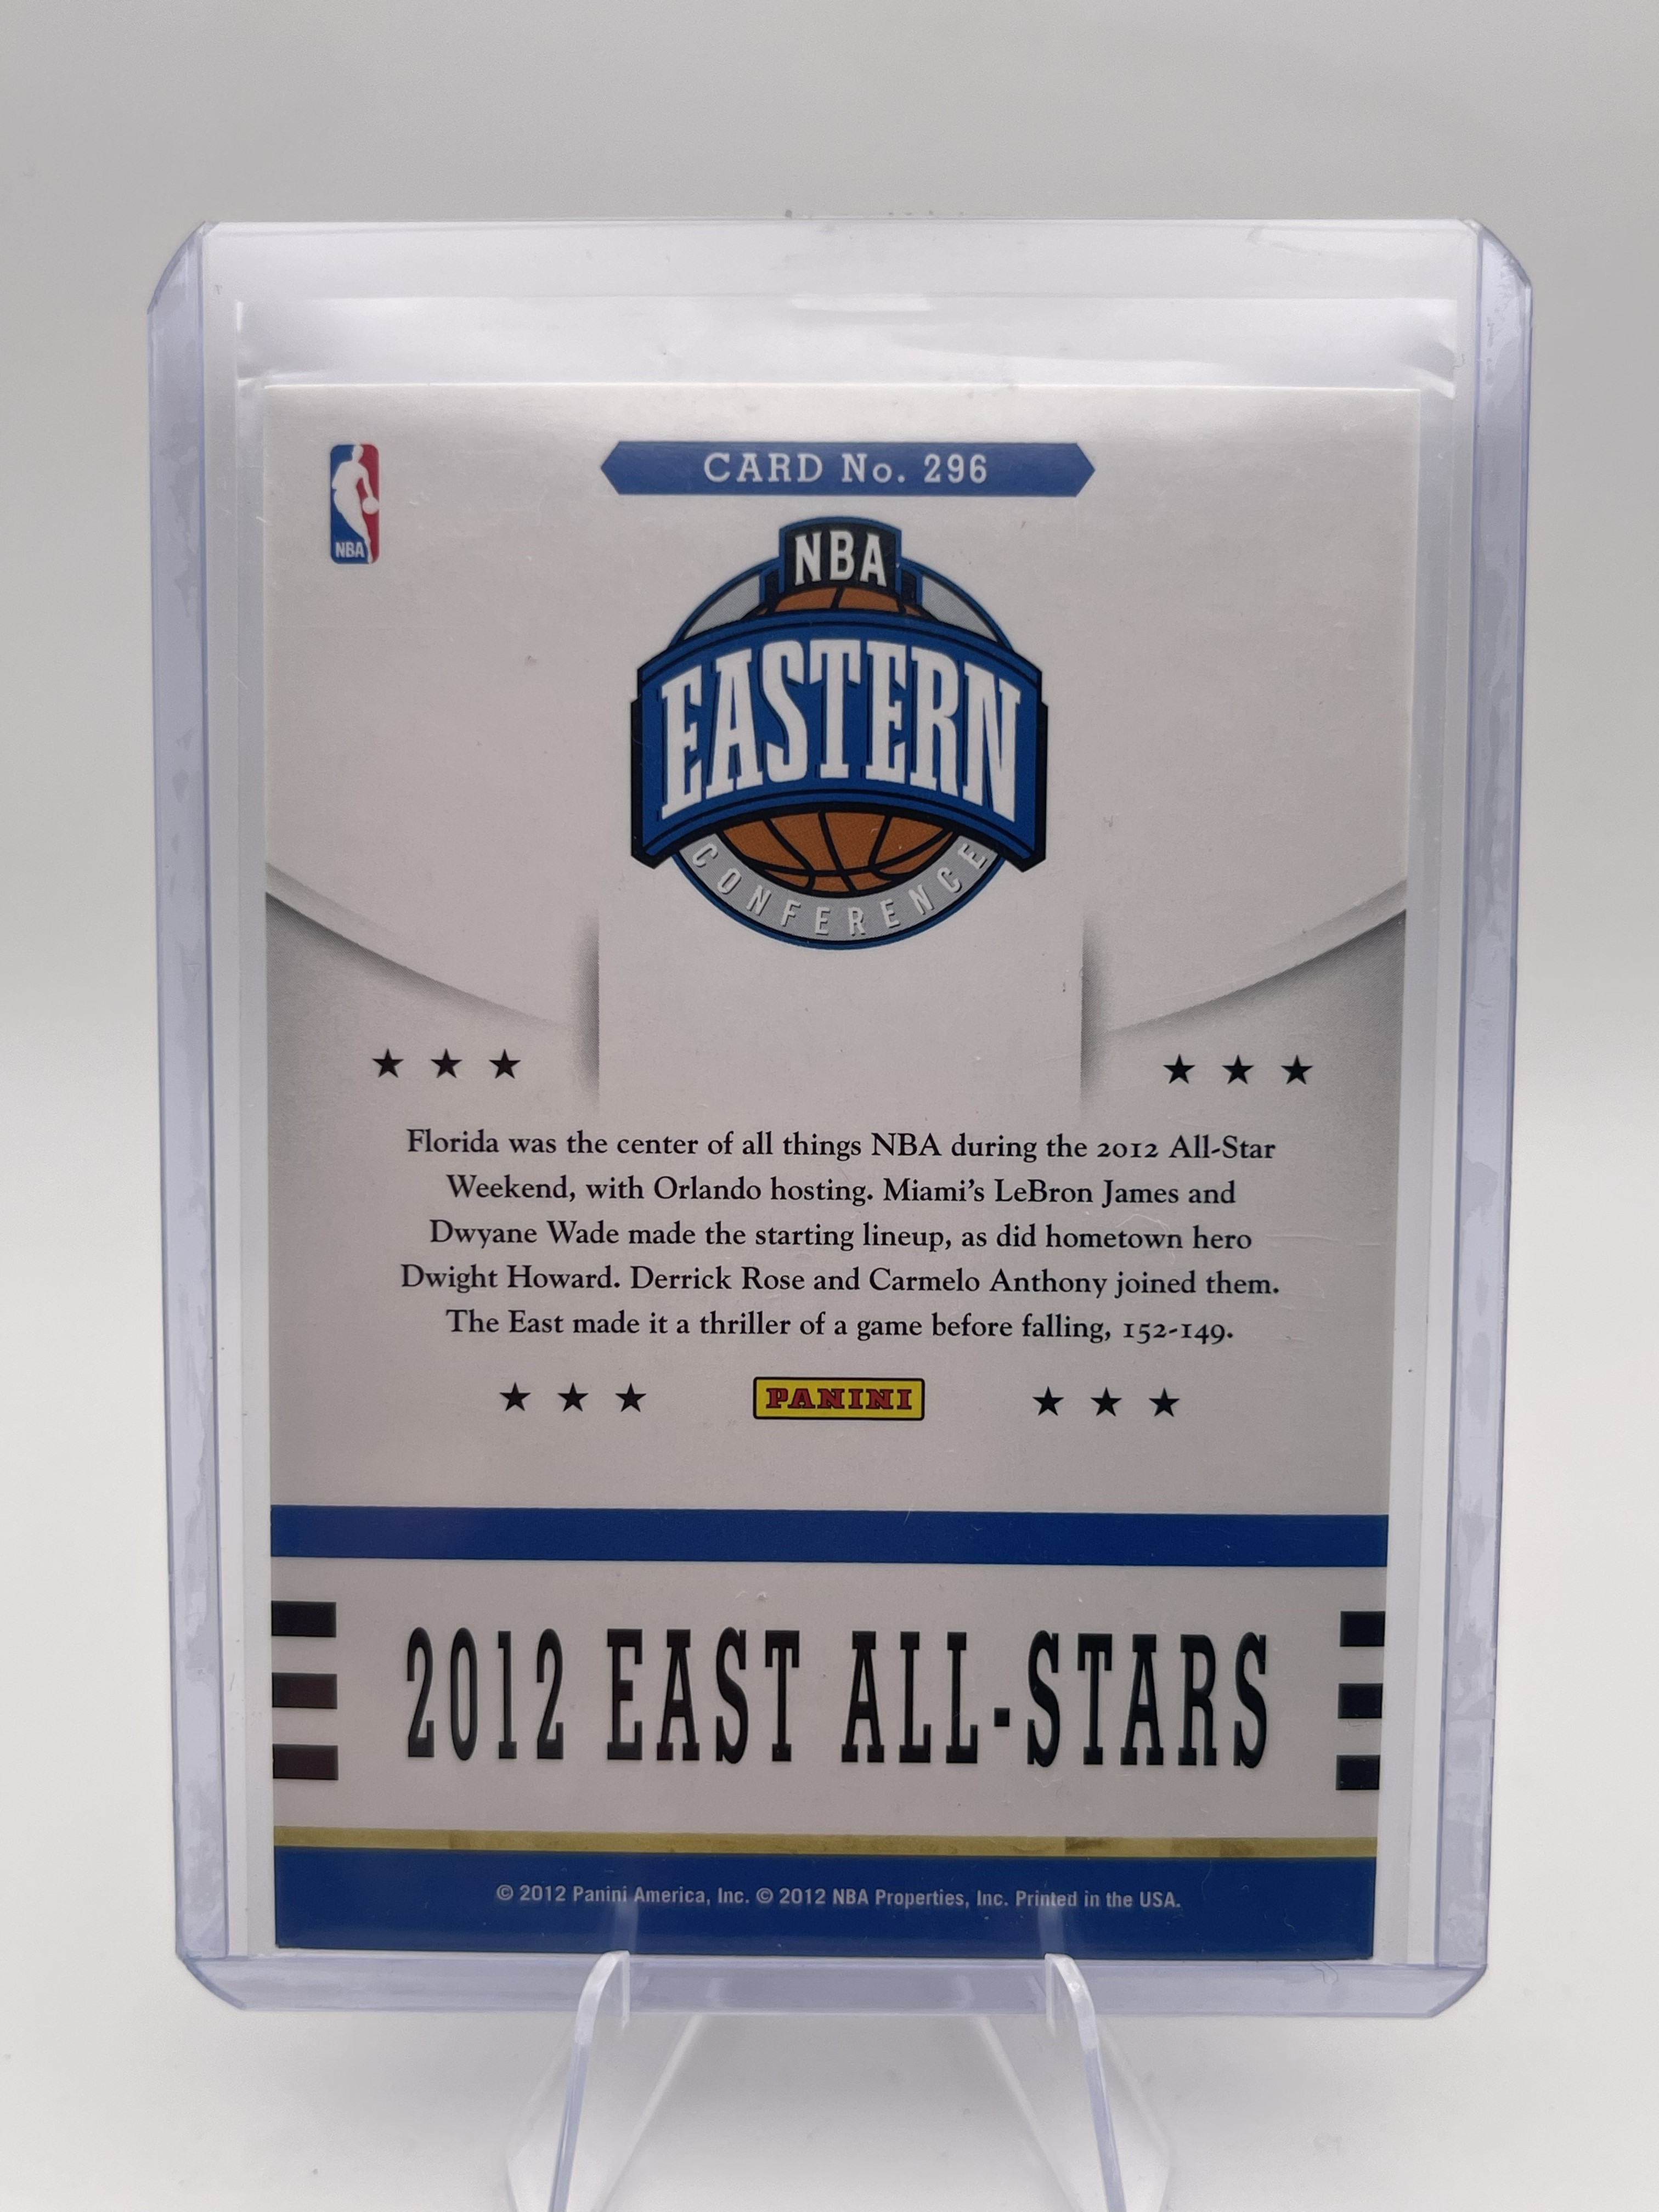 CARD No. 296
NBA
NBA
EASTERN
CONFERENCE
Florida was the center of all things NBA during the 2012 All-Star
Weekend, with Orlando hosting. Miami's LeBron James and
Dwyane Wade made the starting lineup, as did hometown hero
Dwight Howard. Derrick Rose and Carmelo Anthony joined them.
The East made it a thriller of a game before falling, 152-149.
PANINI
2012 EAST ALL-STARS
© 2012 Panini America, Inc. © 2012 NBA Properties, Inc. Printed in the USA.